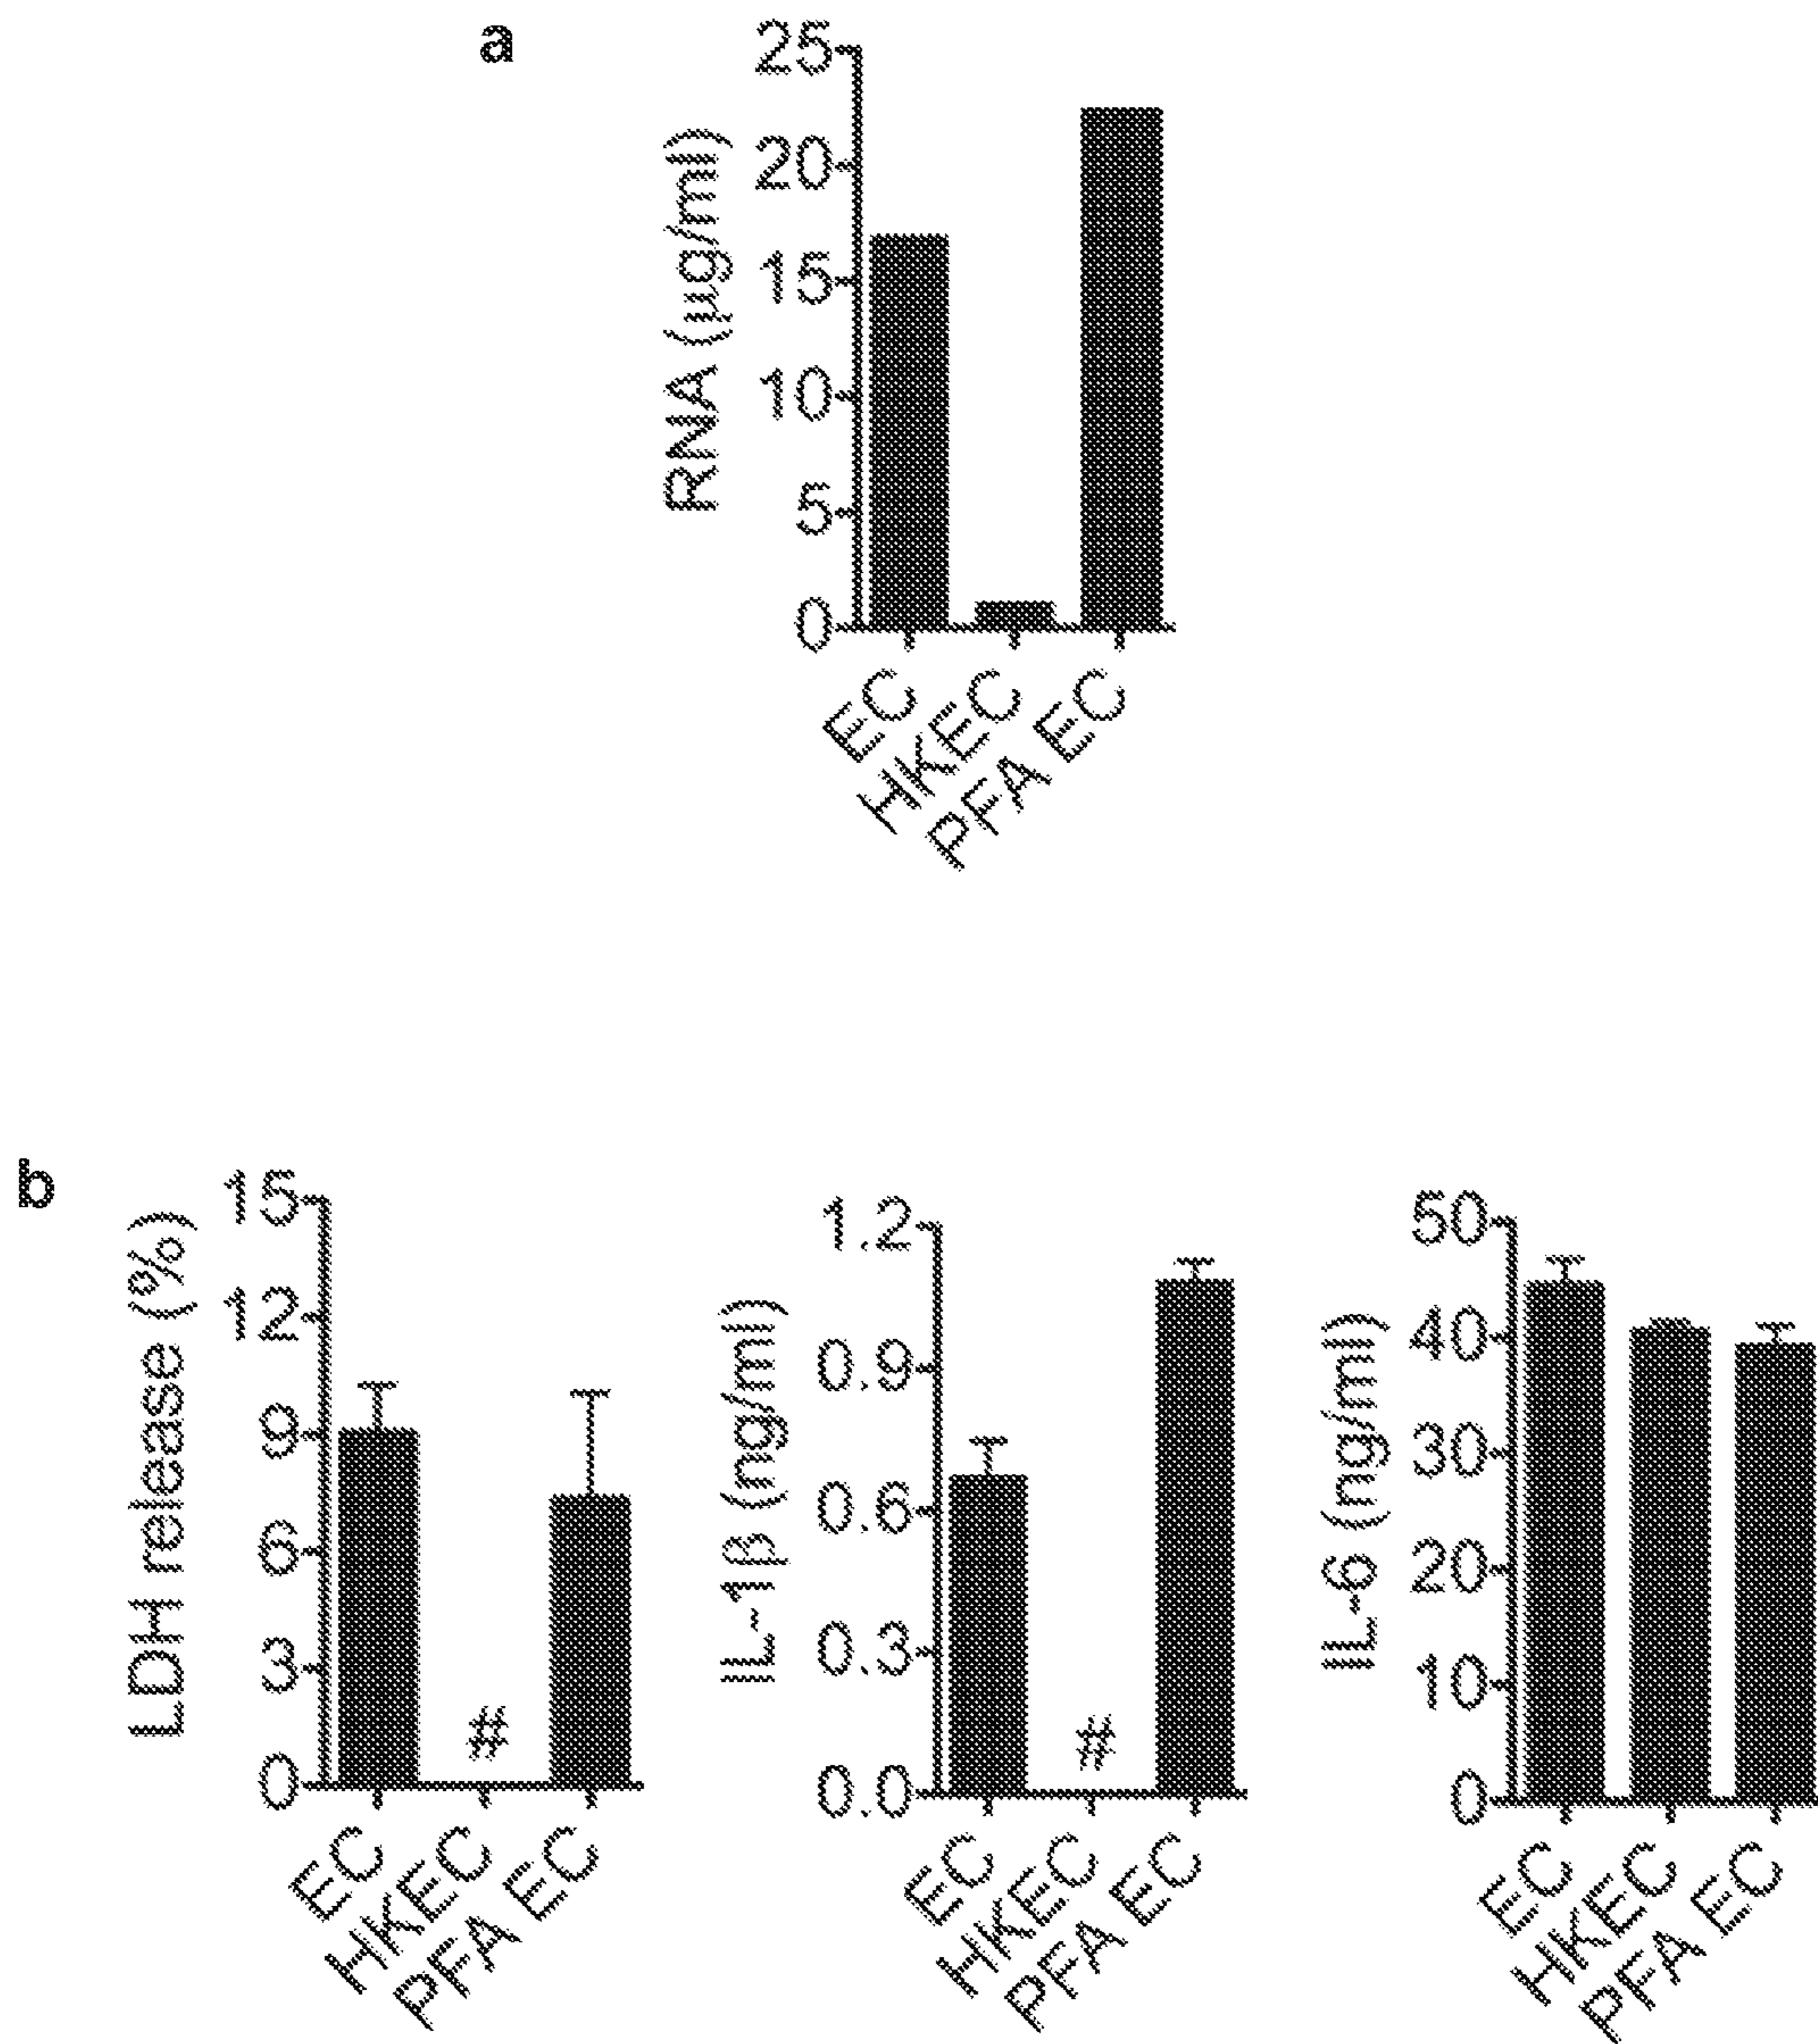 a
RNA (µg/ml)
25
20
15
10
5
0
EC
HKEC
PFA EC
b
LDH release (%)
15
12
9
6
3
0
#
EC
HKEC
PFA EC
IL-1β (ng/ml)
1.2
0.9
0.6
0.3
0.0
#
EC
HKEC
PFA EC
IL-6 (ng/ml)
50
40
30
20
10
0
EC
HKEC
PFA EC